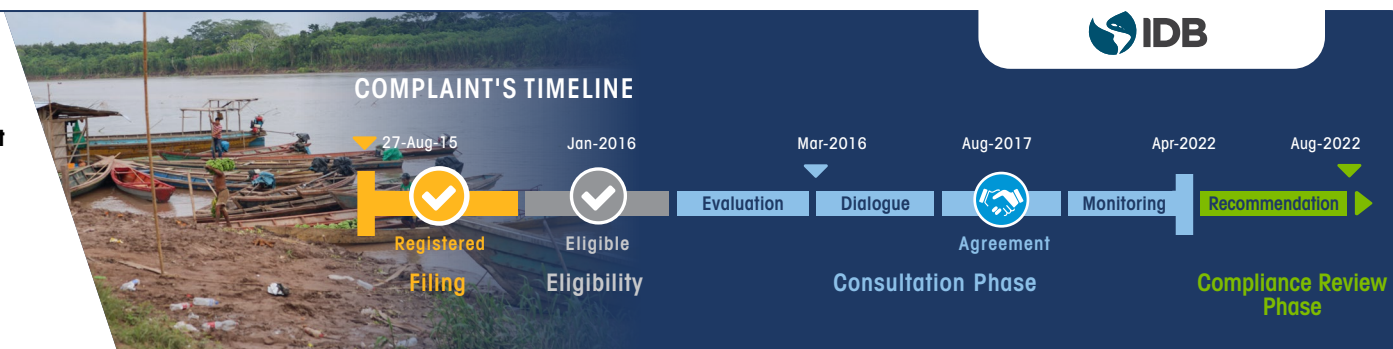 IDB
COMPLAINT'S TIMELINE
27-Aug-15
Jan-2016
Mar-2016
Aug-2017
Apr-2022
Aug-2022
Evaluation
Dialogue
Monitoring
Recommendation
Registered
Eligible
Agreement
Filing
Eligibility
Consultation Phase
Compliance Review
Phase